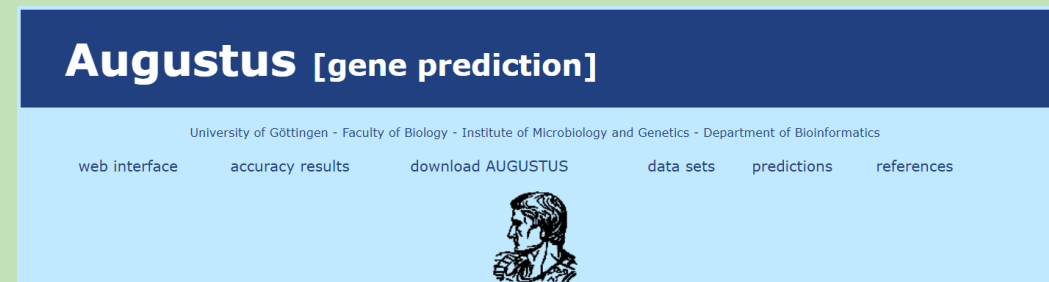 Augustus [gene prediction]
University of Göttingen - Faculty of Biology - Institute of Microbiology and Genetics - Department of Bioinformatics
web interface accuracy results download AUGUSTUS data sets predictions references